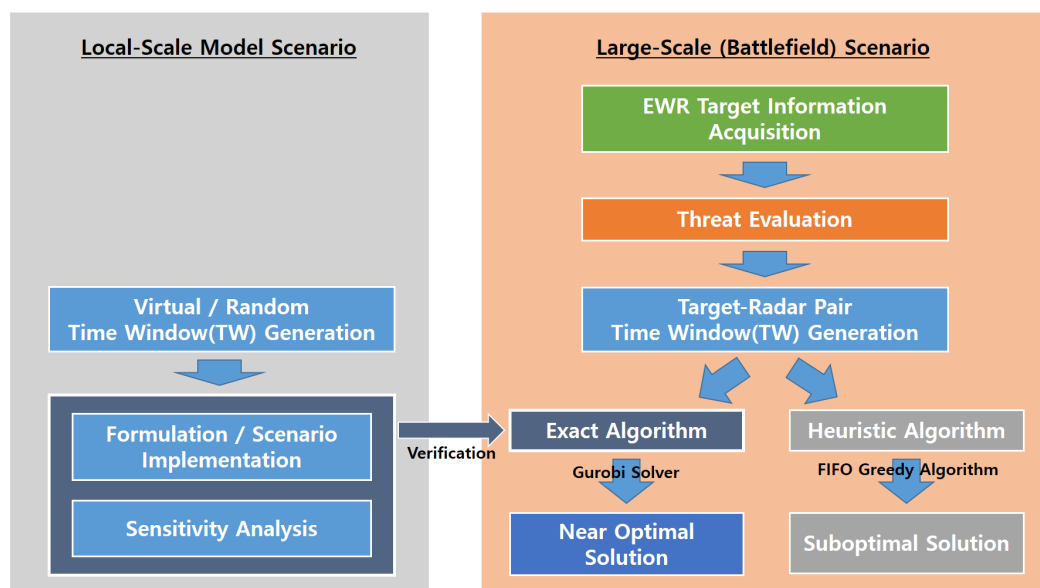 Local-Scale Model Scenario
Virtual / Random
Time Window(TW) Generation
Formulation / Scenario
Implementation
Sensitivity Analysis
Verification
Large-Scale (Battlefield) Scenario
EWR Target Information
Acquisition
Threat Evaluation
Target-Radar Pair
Time Window(TW) Generation
Exact Algorithm
Heuristic Algorithm
Gurobi Solver
FIFO Greedy Algorithm
Near Optimal
Solution
Suboptimal Solution